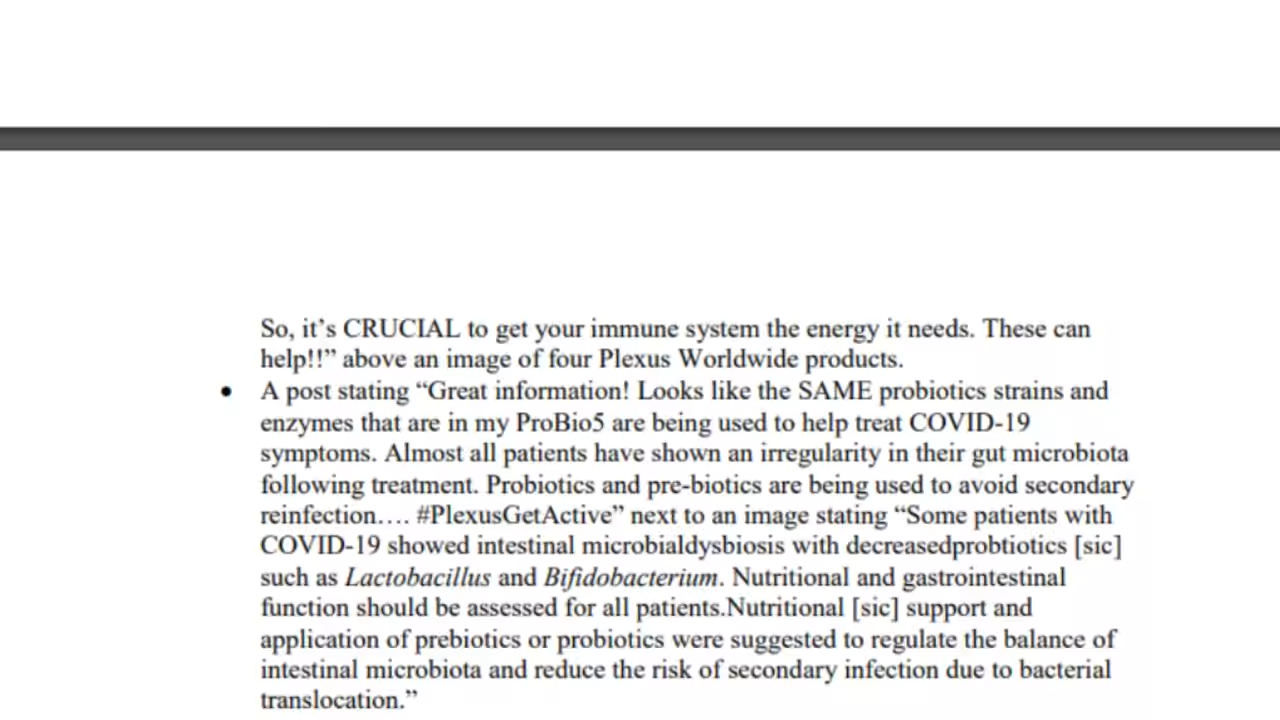 So, it’s CRUCIAL to get your immune system the energy it needs. These can
help!!” above an image of four Plexus Worldwide products.
• A post stating “Great information! Looks like the SAME probiotics strains and
enzymes that are in my ProBio5 are being used to help treat COVID-19
symptoms. Almost all patients have shown an irregularity in their gut microbiota
following treatment. Probiotics and pre-biotics are being used to avoid secondary
reinfection…. #PlexusGetActive” next to an image stating “Some patients with
COVID-19 showed intestinal microbialdysbiosis with decreasedprobtiotics [sic]
such as Lactobacillus and Bifidobacterium. Nutritional and gastrointestinal
function should be assessed for all patients.Nutritional [sic] support and
application of prebiotics or probiotics were suggested to regulate the balance of
intestinal microbiota and reduce the risk of secondary infection due to bacterial
translocation.”